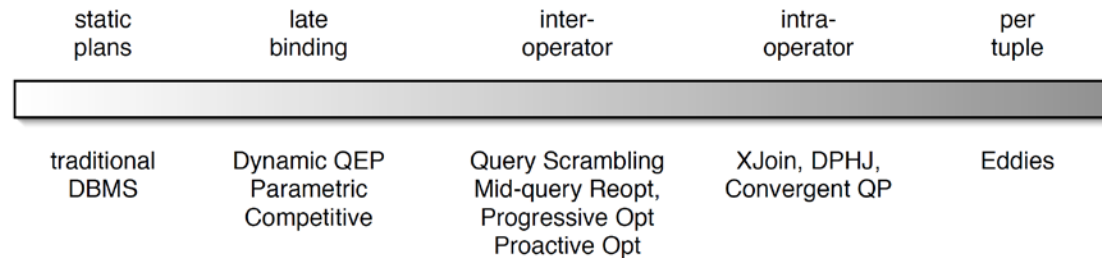 static
plans
late
binding
inter-
operator
intra-
operator
per
tuple
traditional
DBMS
Dynamic QEP
Parametric
Competitive
Query Scrambling
Mid-query Reopt,
Progressive Opt
Proactive Opt
XJoin, DPHJ,
Convergent QP
Eddies